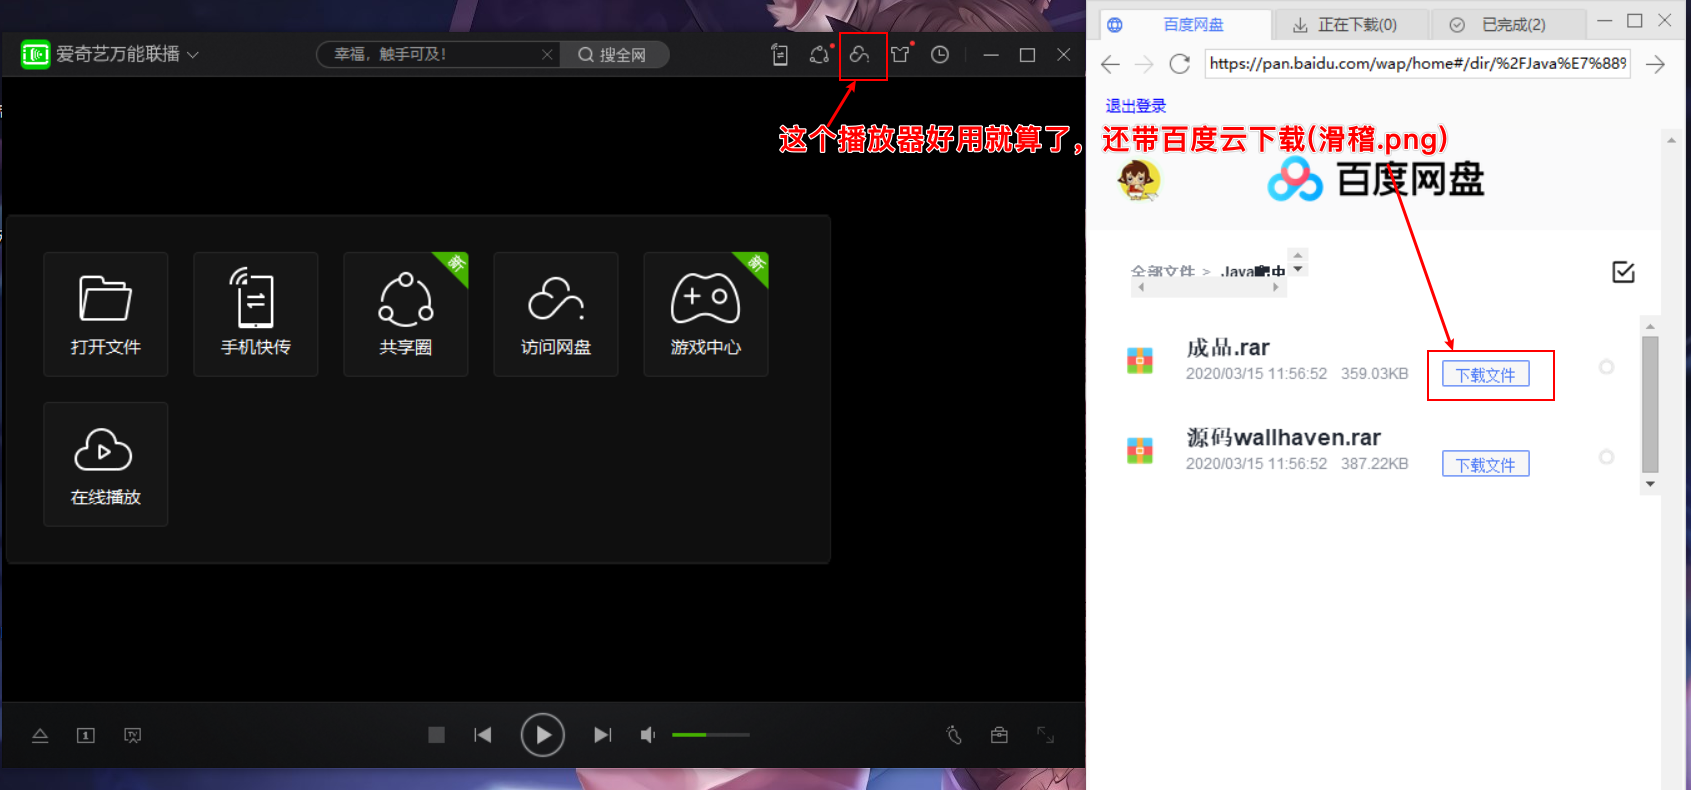 爱奇艺万能联播
幸福，触手可及！
搜全网
百度网盘
正在下载(0)
已完成(2)
https://pan.baidu.com/wap/home#/dir/%2FJava%E7%88%
退出登录
这个播放器好用就算了，还带百度云下载(滑稽.png)
百度网盘
全部文件 > Java
打开文件
手机快传
新
共享圈
访问网盘
新
游戏中心
在线播放
成品.rar
2020/03/15 11:56:52 359.03KB
下载文件
源码wallhaven.rar
2020/03/15 11:56:52 387.22KB
下载文件
1
TV